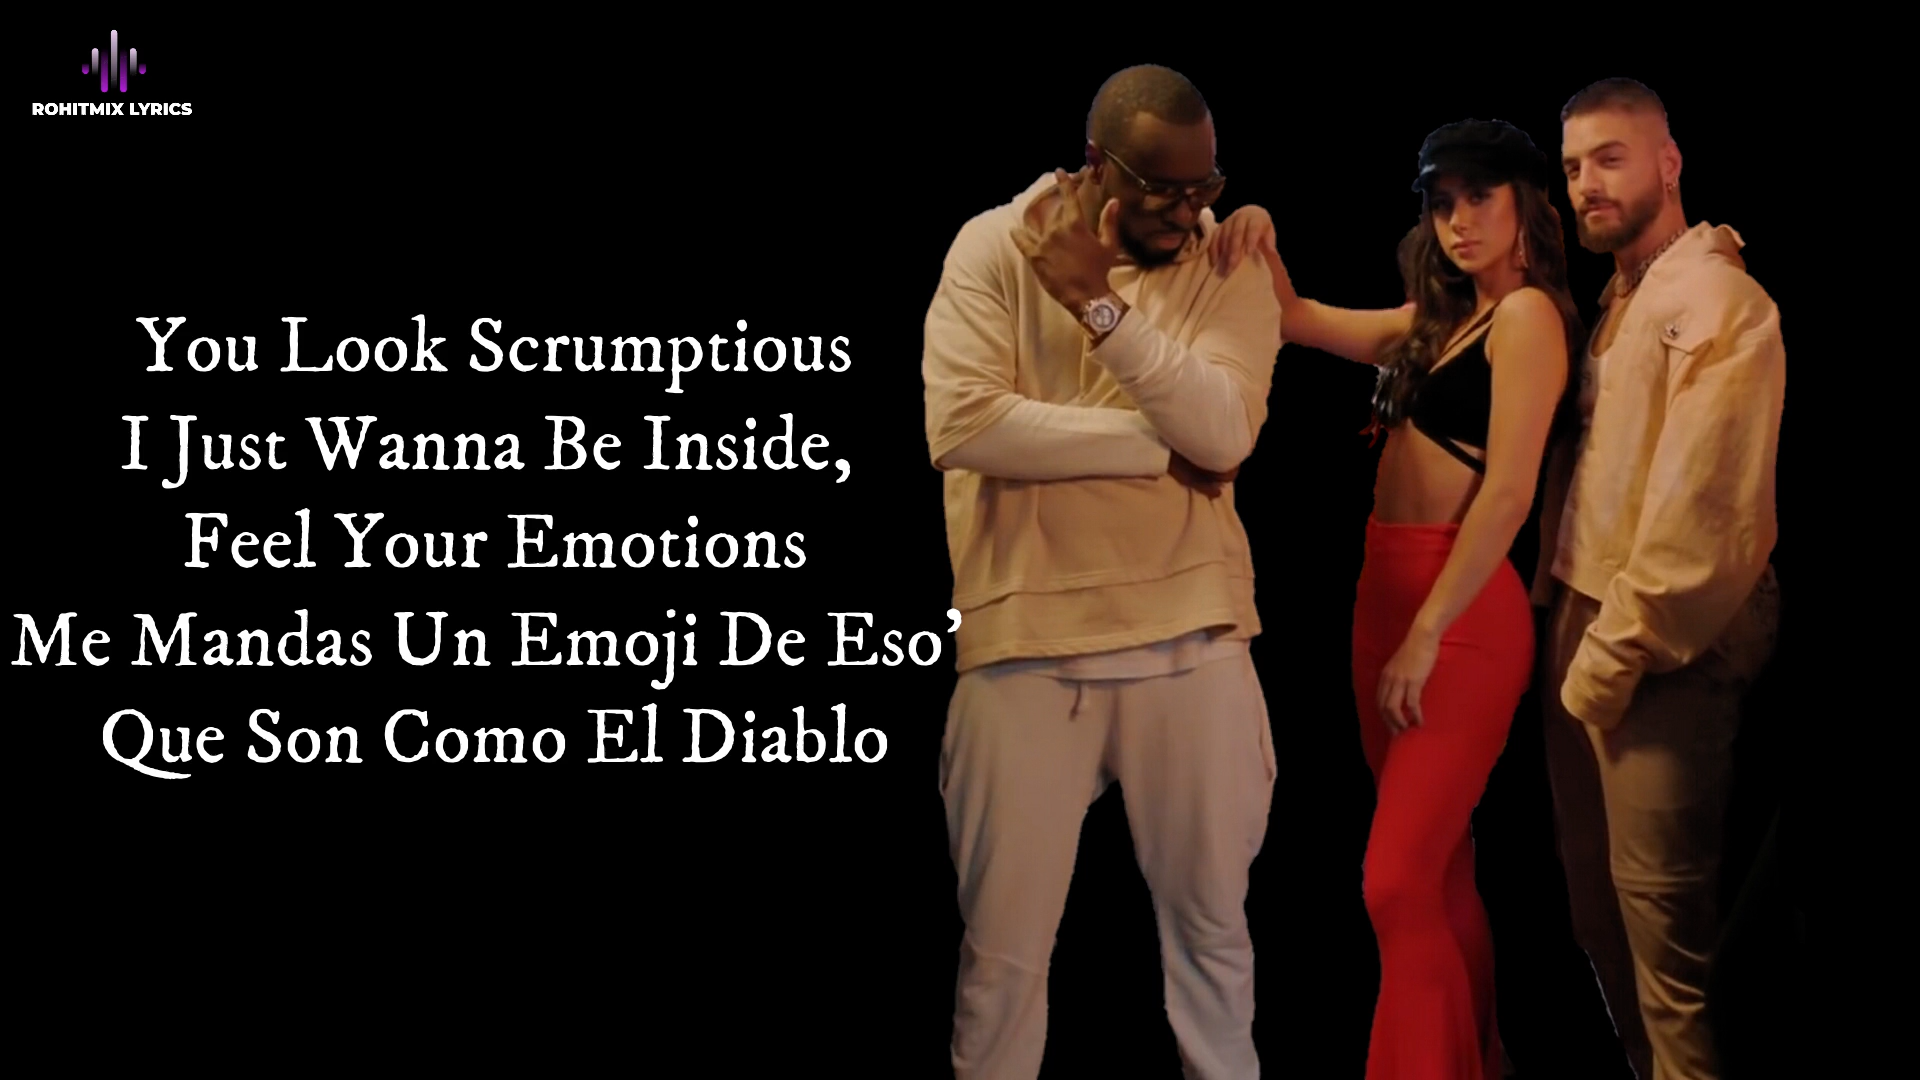 ROHITMIX LYRICS
You Look Scrumptious
I Just Wanna Be Inside,
Feel Your Emotions
Me Mandas Un Emoji De Eso’
Que Son Como El Diablo